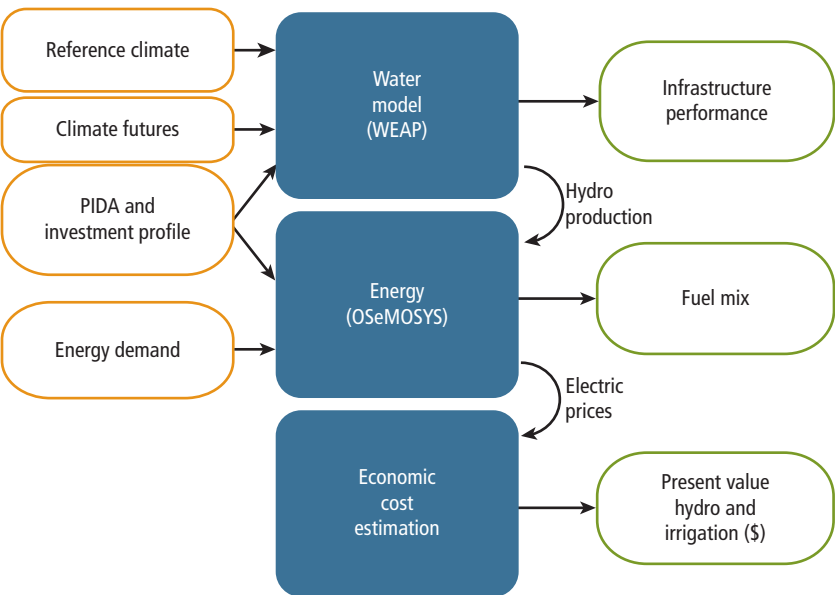 Reference climate
Climate futures
PIDA and
investment profile
Energy demand
Water
model
(WEAP)
Hydro
production
Energy
(OSeMOSYS)
Electric
prices
Economic
cost
estimation
Infrastructure
performance
Fuel mix
Present value
hydro and
irrigation ($)